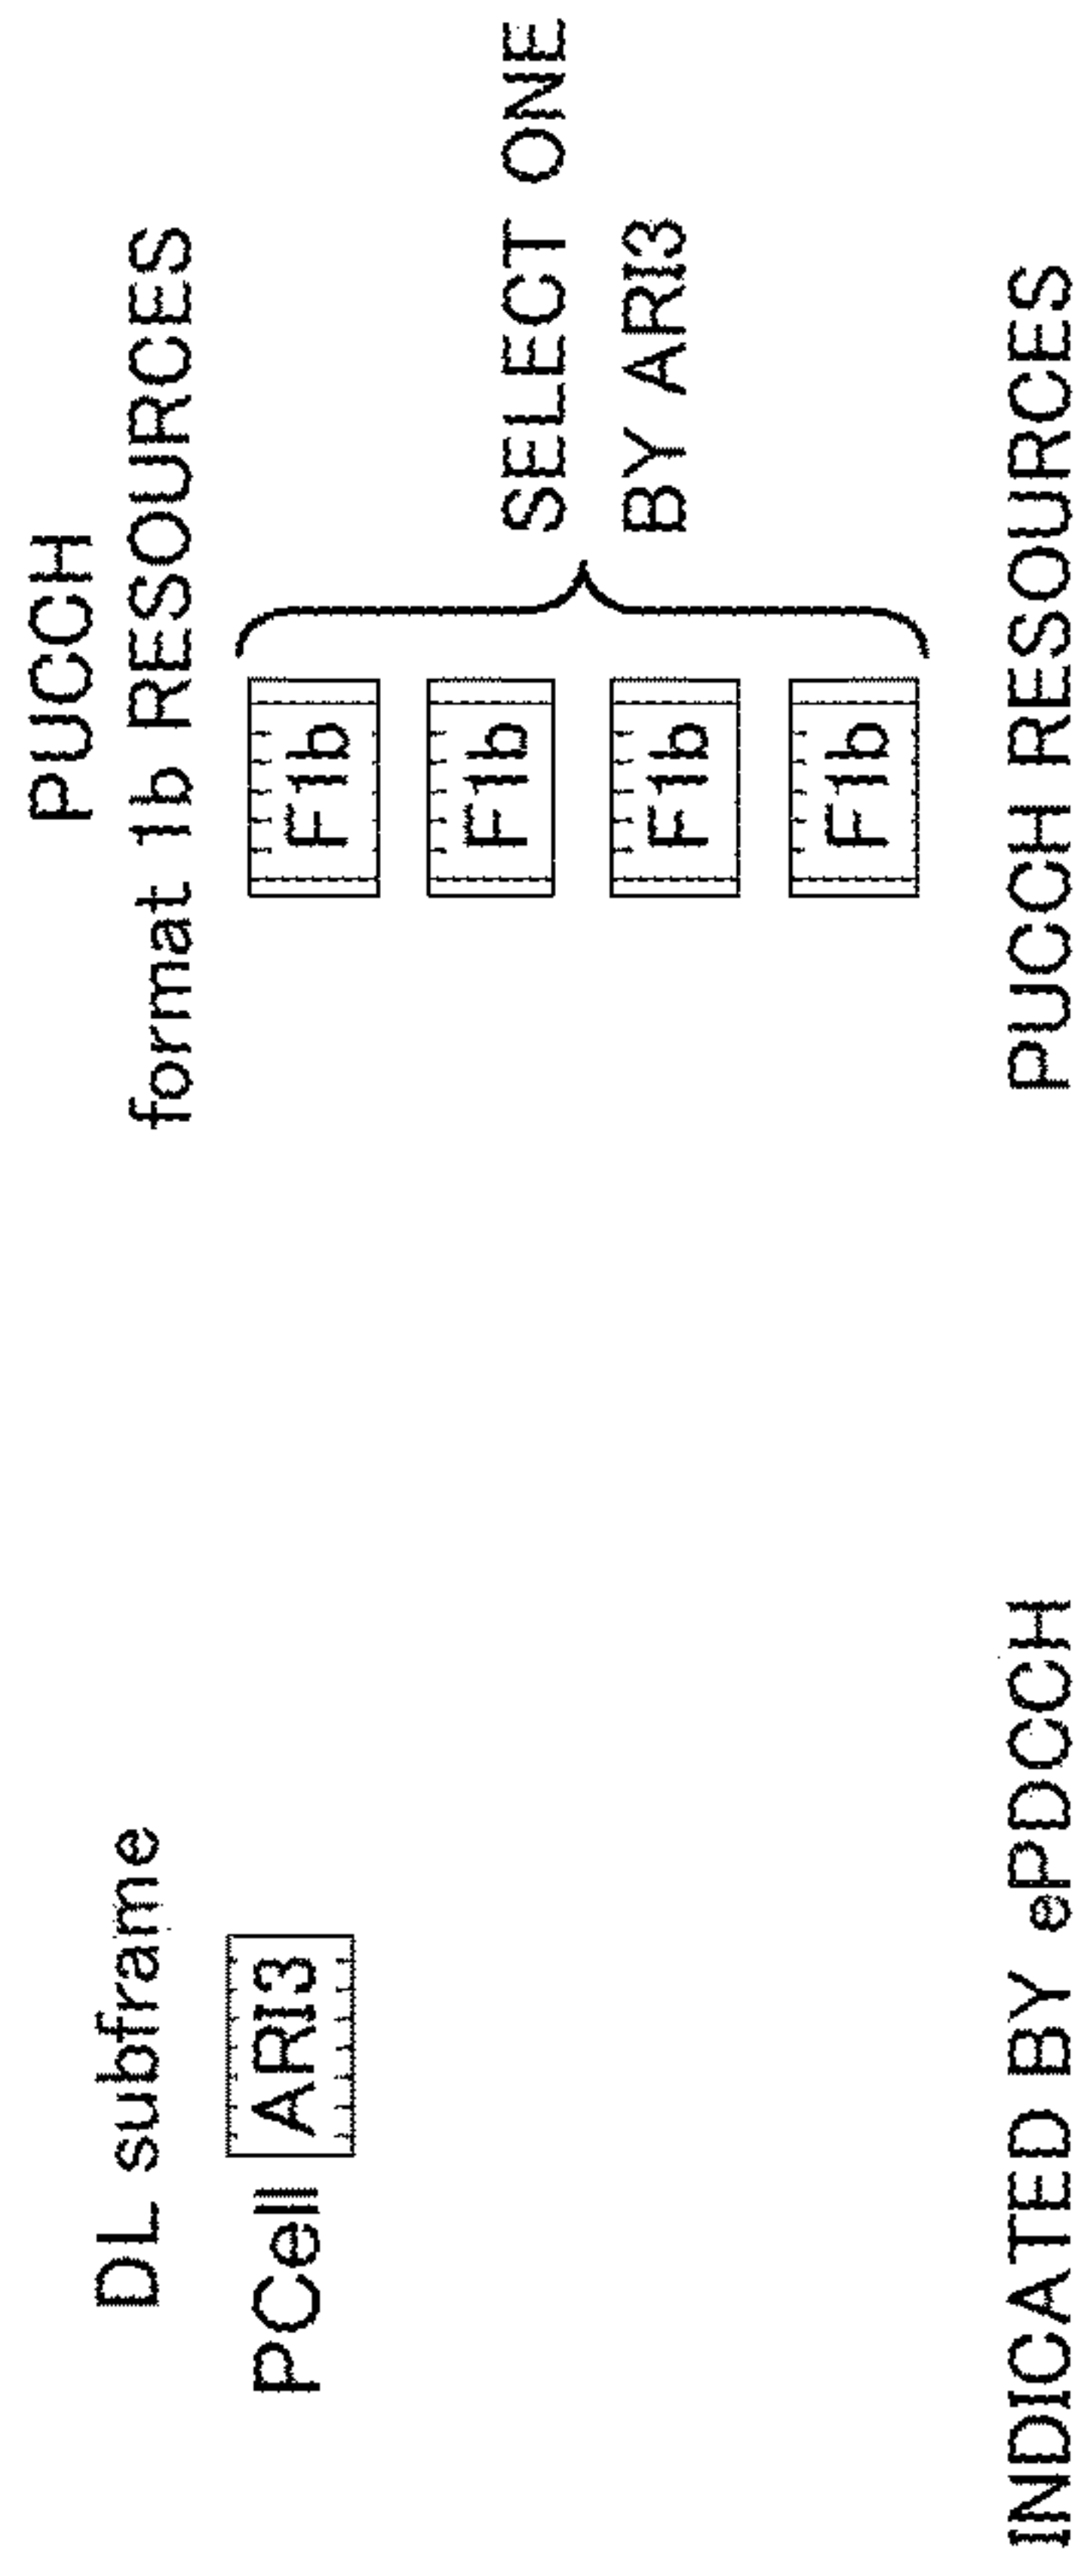 DL subframe
PCell ARI3
INDICATED BY ePDCCH
PUCCH
format 1b RESOURCES
F1b
F1b
F1b
F1b
SELECT ONE
BY ARI3
PUCCH RESOURCES